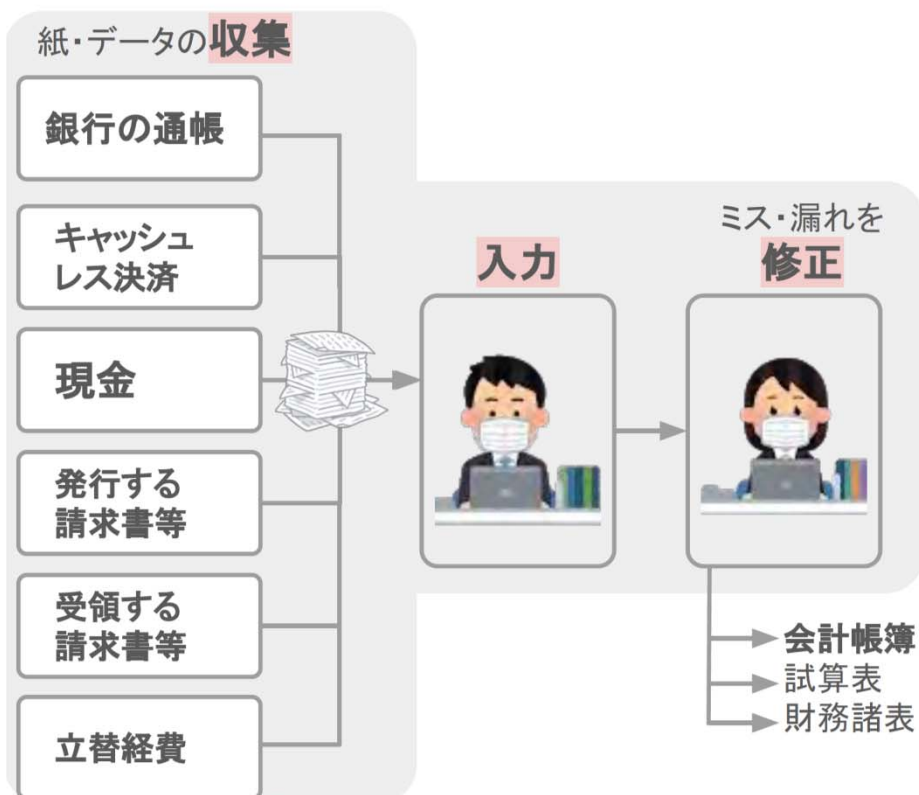 紙・データの収集
銀行の通帳
キャッシュ
レス決済
現金
発行する
請求書等
受領する
請求書等
立替経費
入力
ミス・漏れを
修正
会計帳簿
試算表
財務諸表